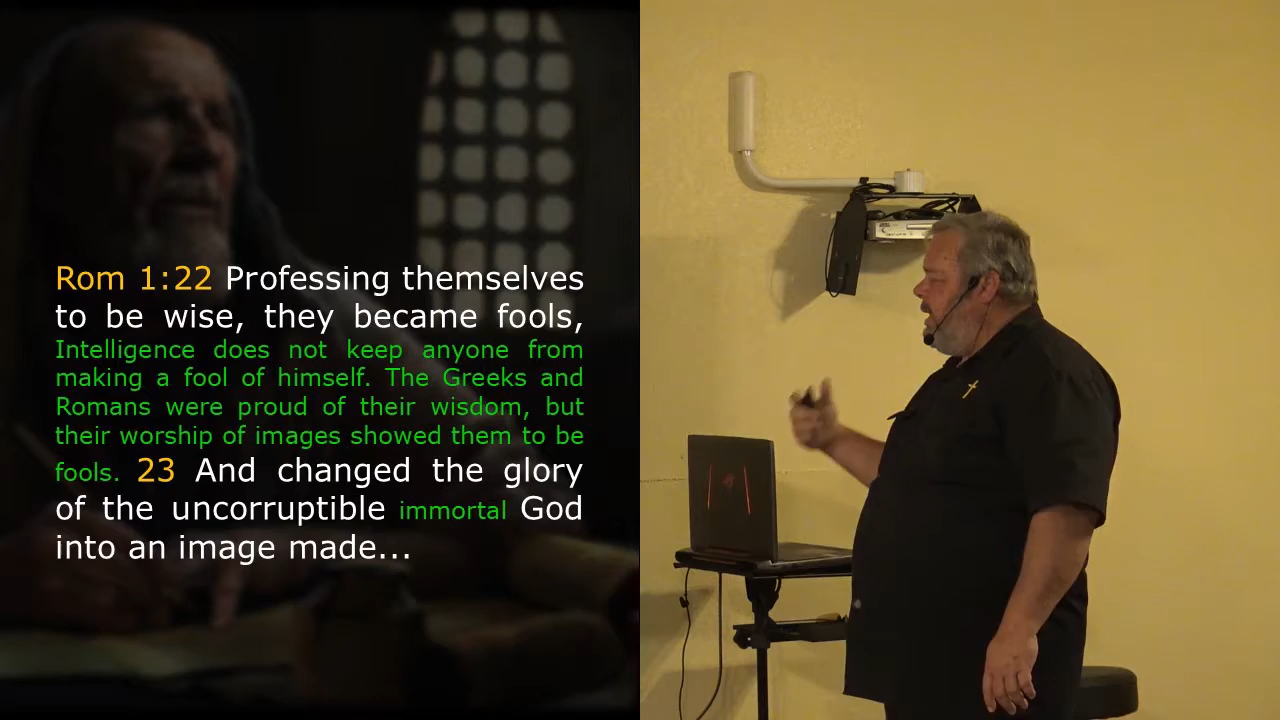 Rom 1:22 Professing themselves
to be wise, they became fools,
Intelligence does not keep anyone from
making a fool of himself. The Greeks and
Romans were proud of their wisdom, but
their worship of images showed them to be
fools. 23 And changed the glory
of the uncorruptible immortal God
into an image made...